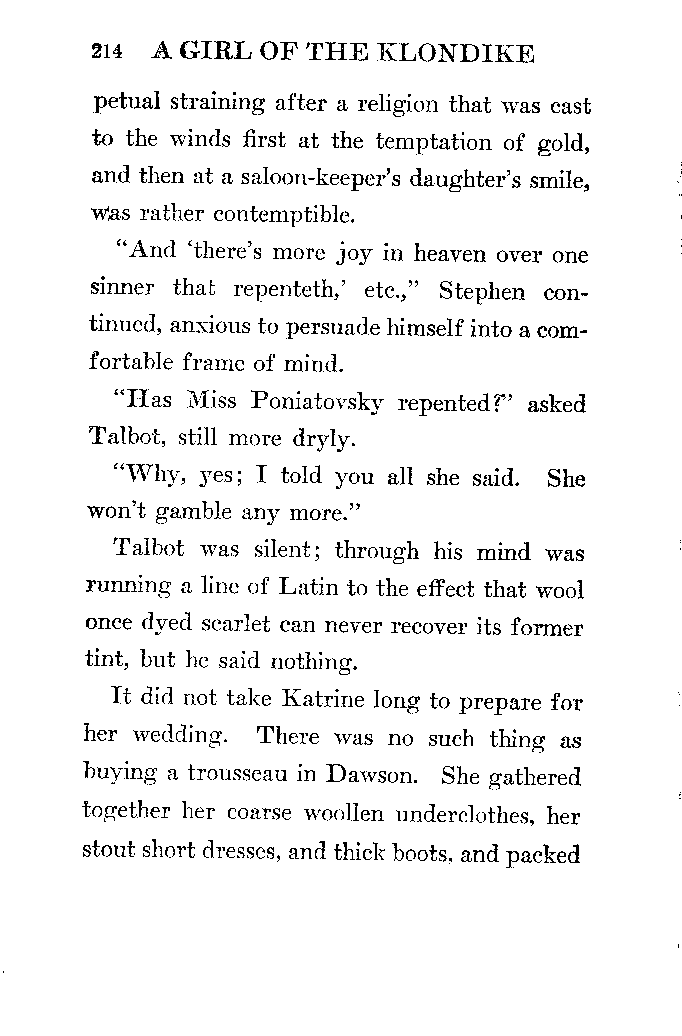 214 A GIRL OF THE KLONDIKE
petual straining after a religion that was cast
to the winds first at the temptation of gold,
and then at a saloon-keeper's daughter's smile,
was rather contemptible.
"And 'there's more joy in heaven over one
sinner that repenteth,' etc.," Stephen con-
tinued, anxious to persuade himself into a com-
fortable frame of mind.
"Has Miss Poniatovsky repented?" asked
Talbot, still more dryly.
"Why, yes; I told you all she said. She
won't gamble any more."
Talbot was silent; through his mind was
running a line of Latin to the effect that wool
once dyed scarlet can never recover its former
tint, but he said nothing.
It did not take Katrine long to prepare for
her wedding. There was no such thing as
buying a trousseau in Dawson. She gathered
together her coarse woollen underclothes, her
stout short dresses, and thick boots, and packed